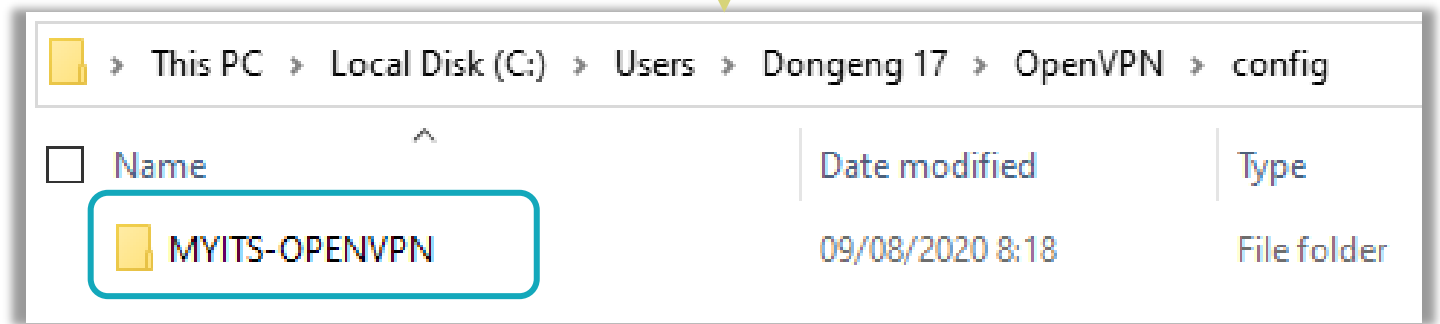 This PC > Local Disk (C:) > Users > Dongeng 17 > OpenVPN > config
Name Date modified Type
MYITS-OPENVPN 09/08/2020 8:18 File folder